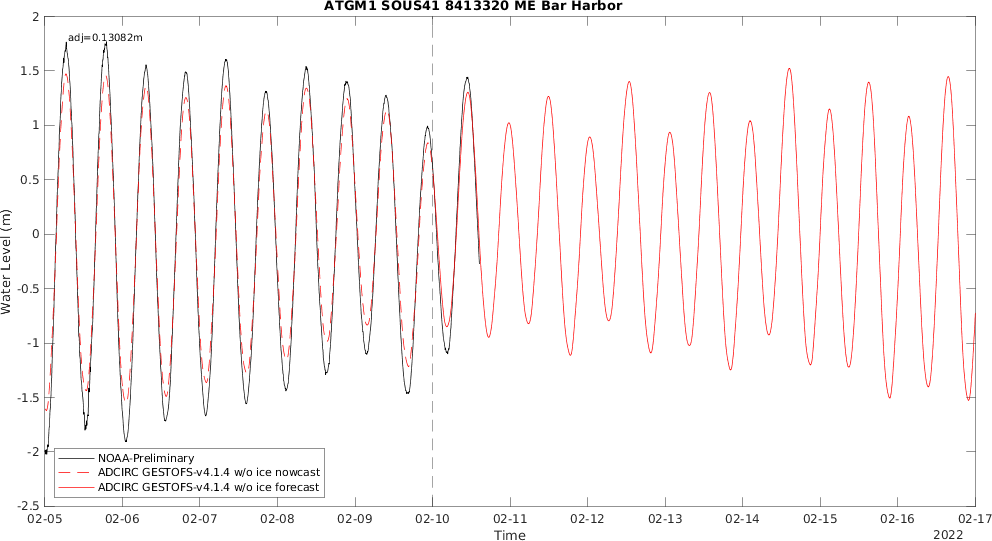 ATGM1 SOUS41 8413320 ME Bar Harbor
adj=0.13082m
2
1.5
1
0.5
0
-0.5
-1
-1.5
-2
-2.5
Water Level (m)
NOAA-Preliminary
ADCIRC GESTOFS-v4.1.4 w/o ice nowcast
ADCIRC GESTOFS-v4.1.4 w/o ice forecast
02-05 02-06 02-07 02-08 02-09 02-10 02-11 02-12 02-13 02-14 02-15 02-16 02-17
Time
2022